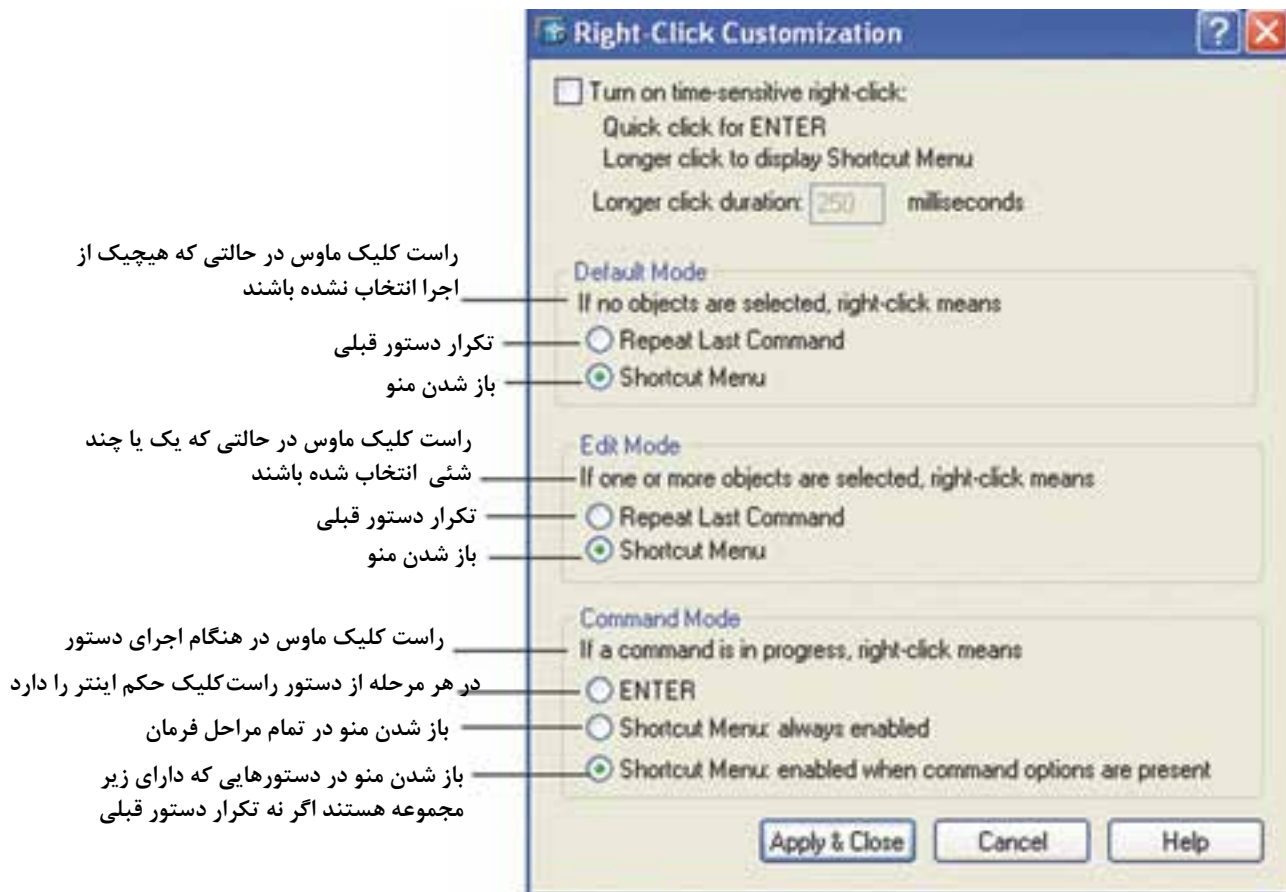 Right-Click Customization
Turn on time-sensitive right-click:
Quick click for ENTER
Longer click to display Shortcut Menu
Longer click duration: 250 milliseconds
راست کلیک ماوس در حالتی که هیچیک از
اجرا انتخاب نشده باشند
Default Mode
If no objects are selected, right-click means
تکرار دستور قبلی
Repeat Last Command
باز شدن منو
Shortcut Menu
راست کلیک ماوس در حالتی که یک یا چند
شئی انتخاب شده باشند
Edit Mode
If one or more objects are selected, right-click means
تکرار دستور قبلی
Repeat Last Command
باز شدن منو
Shortcut Menu
راست کلیک ماوس در هنگام اجرای دستور
Command Mode
If a command is in progress, right-click means
در هر مرحله از دستور راست‌کلیک حکم اینتر را دارد
ENTER
باز شدن منو در تمام مراحل فرمان
Shortcut Menu: always enabled
باز شدن منو در دستورهایی که دارای زیر
مجموعه هستند اگر نه تکرار دستور قبلی
Shortcut Menu: enabled when command options are present
Apply & Close
Cancel
Help